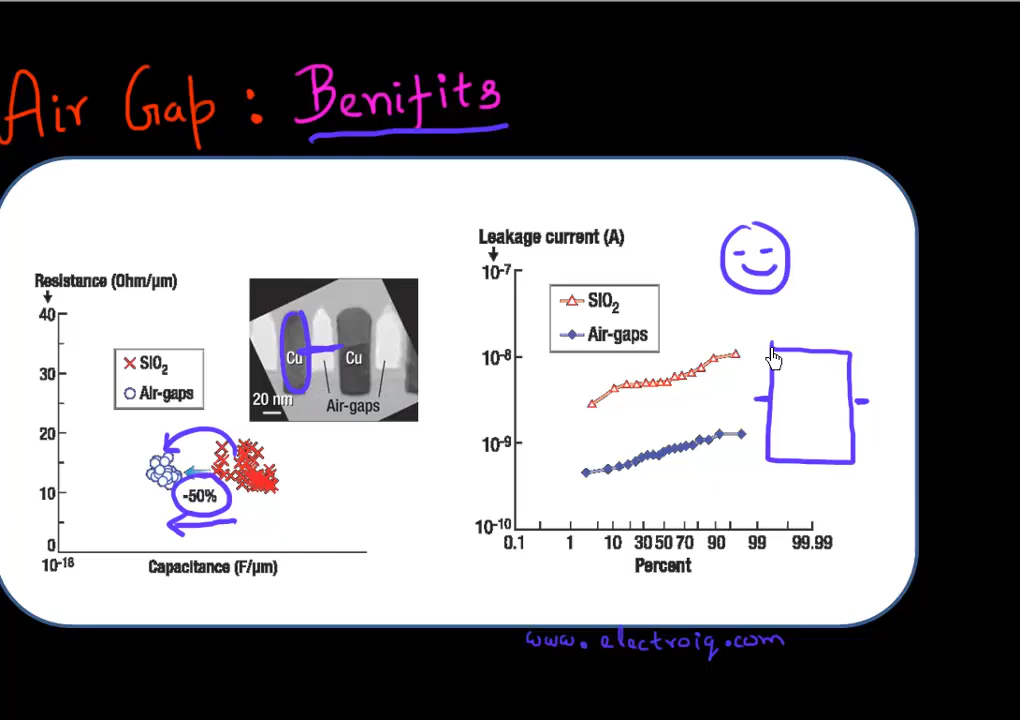 AIR Gap : Benifits
Resistance (Ohm/μm)
40
30
20
10
0
10-18
Capacitance (F/μm)
SIO2
Air-gaps
-50%
Cu
Cu
20 nm
Air-gaps
Leakage current (A)
10-7
10-8
10-9
10-10
SIO2
Air-gaps
0.1 1 10 30 50 70 90 99 99.99
Percent
www.electroiq.com